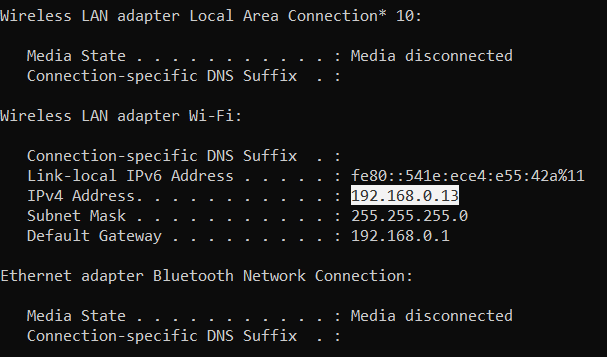 Wireless LAN adapter Local Area Connection* 10:
Media State . . . . . . . . . . . : Media disconnected
Connection-specific DNS Suffix  . :
Wireless LAN adapter Wi-Fi:
Connection-specific DNS Suffix  . :
Link-local IPv6 Address . . . . . : fe80::541e:ece4:e55:42a%11
IPv4 Address. . . . . . . . . . . : 192.168.0.13
Subnet Mask . . . . . . . . . . . : 255.255.255.0
Default Gateway . . . . . . . . . : 192.168.0.1
Ethernet adapter Bluetooth Network Connection:
Media State . . . . . . . . . . . : Media disconnected
Connection-specific DNS Suffix  . :